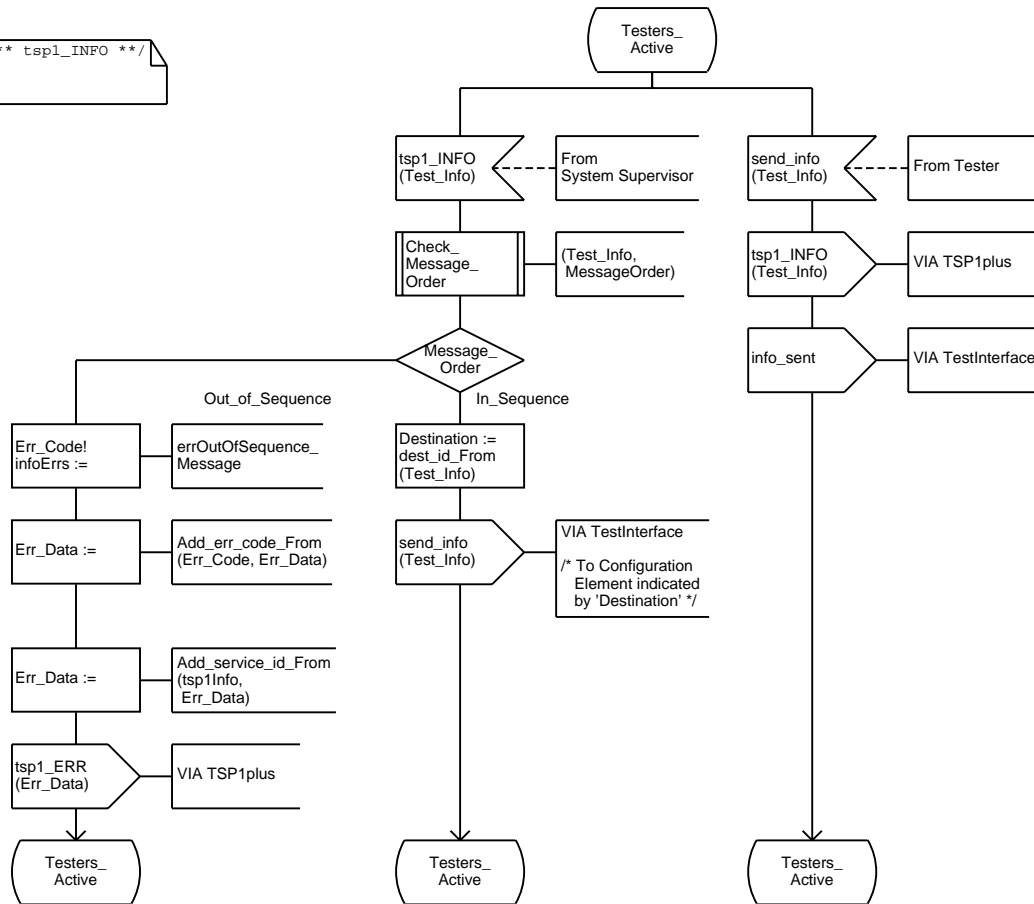 ** tsp1_INFO **/
Testers_
Active
tsp1_INFO
(Test_Info)
From
System Supervisor
send_info
(Test_Info)
From Tester
Check_
Message_
Order
(Test_Info,
MessageOrder)
tsp1_INFO
(Test_Info)
VIA TSP1plus
Message_
Order
info_sent
VIA TestInterface
Out_of_Sequence
In_Sequence
Err_Code!
infoErrs :=
errOutOfSequence_
Message
Destination :=
dest_id_From
(Test_Info)
Err_Data :=
Add_err_code_From
(Err_Code, Err_Data)
send_info
(Test_Info)
VIA TestInterface
/* To Configuration
Element indicated
by 'Destination' */
Err_Data :=
Add_service_id_From
(tsp1Info,
Err_Data)
tsp1_ERR
(Err_Data)
VIA TSP1plus
Testers_
Active
Testers_
Active
Testers_
Active